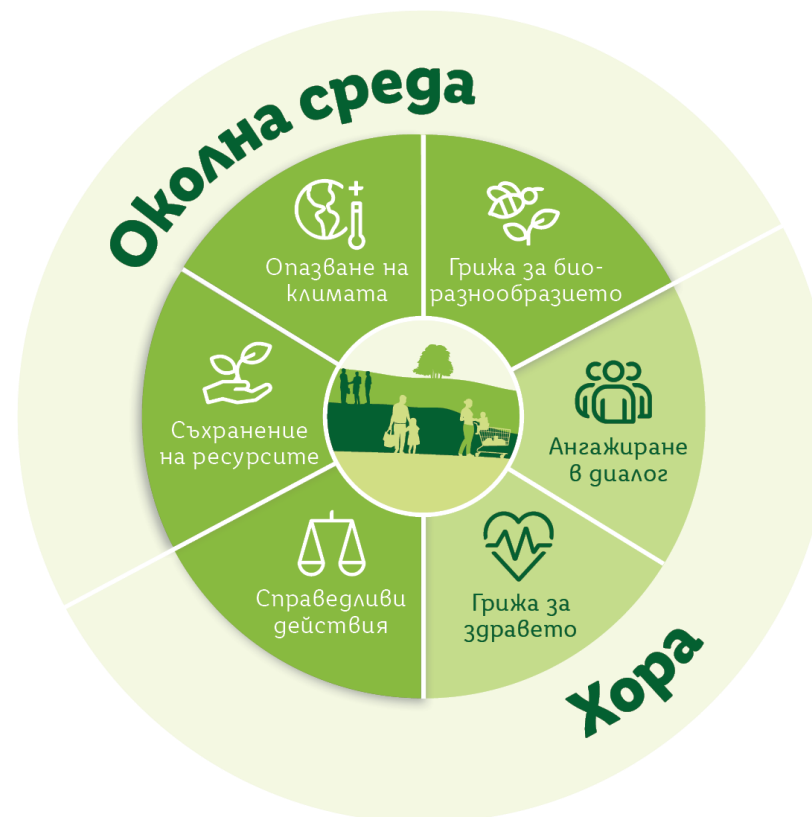 Околна среда
Опазване на
климата
Грижа за био-
разнообразието
Съхранение
на ресурсите
Ангажиране
в диалог
Справедливи
действия
Грижа за
здравето
Хора